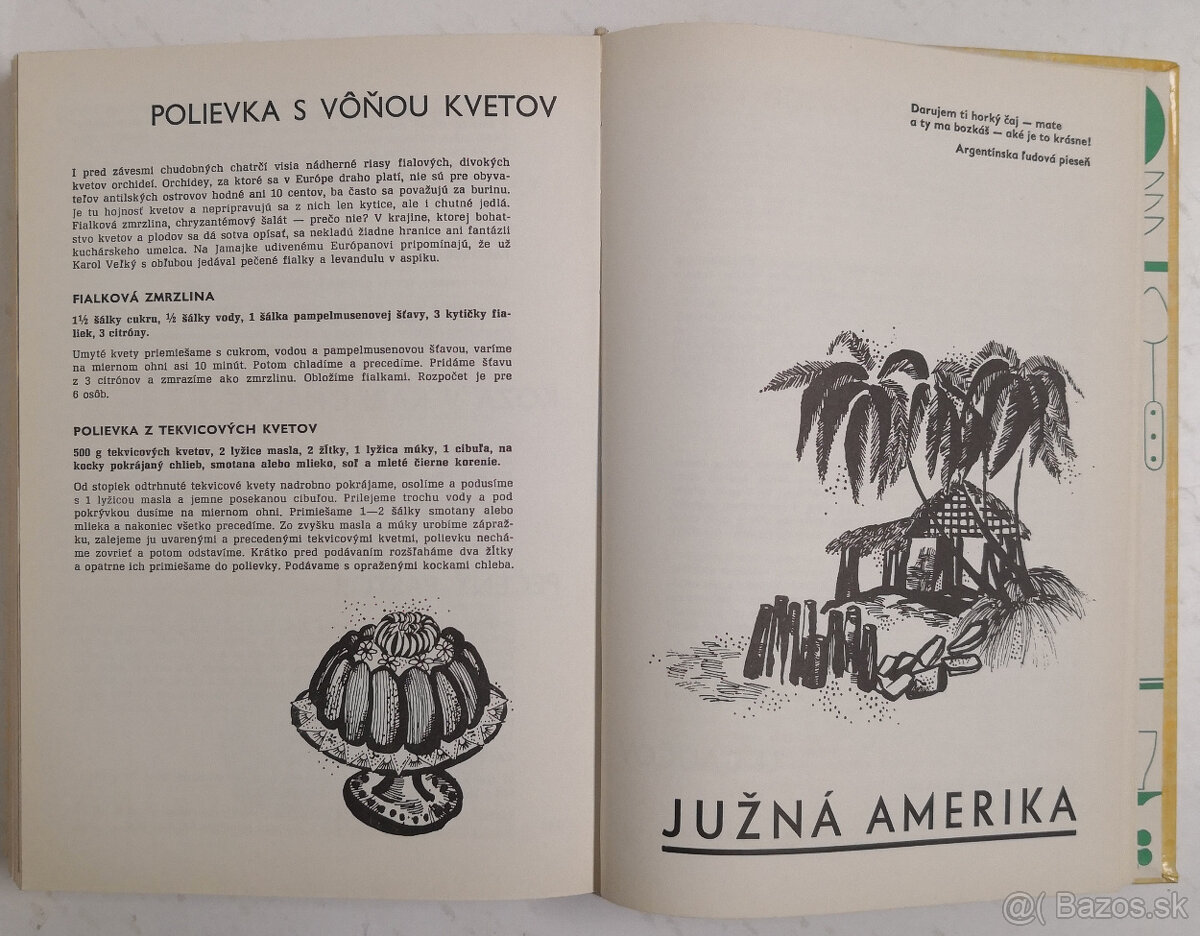 POLIEVKA S VÔŇOU KVETOV
I pred závesmi chudobných chatrčí visia nádherné riasy fialových, divokých
kvetov orchideí. Orchidey, za ktoré sa v Európe draho platí, nie sú pre obyva-
teľov antilských ostrovov hodné ani 10 centov, ba často sa považujú za burinu.
Je tu hojnosť kvetov a nepripravujú sa z nich len kytice, ale i chutné jedlá.
Fialková zmrzlina, chryzantémový šalát — prečo nie? V krajine, ktorej bohat-
stvo kvetov a plodov sa dá sotva opísať, sa nekladú žiadne hranice ani fantázii
kuchárskeho umelca. Na Jamajke udivenému Európanovi pripomínajú, že už
Karol Veľký s obľubou jedával pečené fialky a levanduľu v aspiku.
FIALKOVÁ ZMRZLINA
1½ šálky cukru, ½ šálky vody, 1 šálka pampelmusenovej šťavy, 3 kytičky fia-
liek, 3 citróny.
Umyté kvety priemiešame s cukrom, vodou a pampelmusenovou šťavou, varíme
na miernom ohni asi 10 minút. Potom chladíme a precedíme. Pridáme šťavu
z 3 citrónov a zmrazíme ako zmrzlinu. Obložíme fialkami. Rozpočet je pre
6 osôb.
POLIEVKA Z TEKVICOVÝCH KVETOV
500 g tekvicových kvetov, 2 lyžice masla, 2 žĺtky, 1 lyžica múky, 1 cibuľa, na
kocky pokrájaný chlieb, smotana alebo mlieko, soľ a mleté čierne korenie.
Od stopiek odtrhnuté tekvicové kvety nadrobno pokrájame, osolíme a podusíme
s 1 lyžicou masla a jemne posekanou cibuľou. Prilejeme trochu vody a pod
pokrývkou dusíme na miernom ohni. Primiešame 1—2 šálky smotany alebo
mlieka a nakoniec všetko precedíme. Zo zvyšku masla a múky urobíme zápraž-
ku, zalejeme ju uvarenými a precedenými tekvicovými kvetmi, polievku nechá-
me zovrieť a potom odstavíme. Krátko pred podávaním rozšľaháme dva žĺtky
a opatrne ich primiešame do polievky. Podávame s opraženými kockami chleba.
Darujem ti horký čaj — mate
a ty ma bozkáš — aké je to krásne!
Argentínska ľudová pieseň
JUŽNÁ AMERIKA
@( Bazos.sk